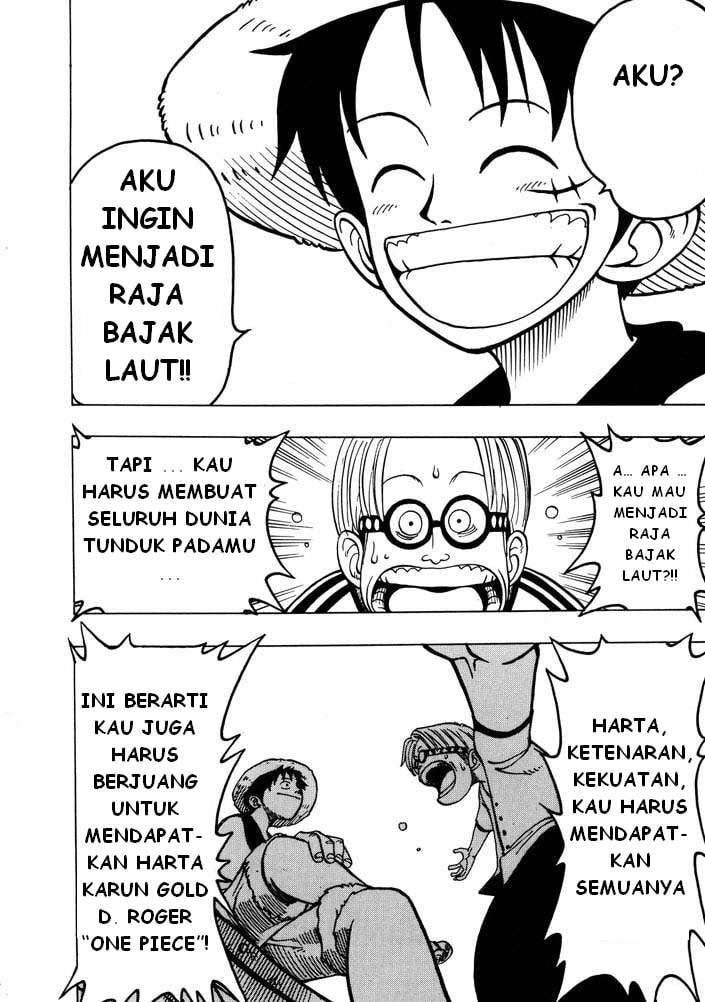 AKU?
AKU
INGIN
MENJADI
RAJA
BAJAK
LAUT!!
A... APA ...
KAU MAU
MENJADI
RAJA
BAJAK
LAUT?!!
TAPI ... KAU
HARUS MEMBUAT
SELURUH DUNIA
TUNDUK PADAMU
...
HARTA,
KETENARAN,
KEKUATAN,
KAU HARUS
MENDAPAT-
KAN
SEMUANYA
INI BERARTI
KAU JUGA
HARUS
BERJUANG
UNTUK
MENDAPAT-
KAN HARTA
KARUN GOLD
D. ROGER
“ONE PIECE”!